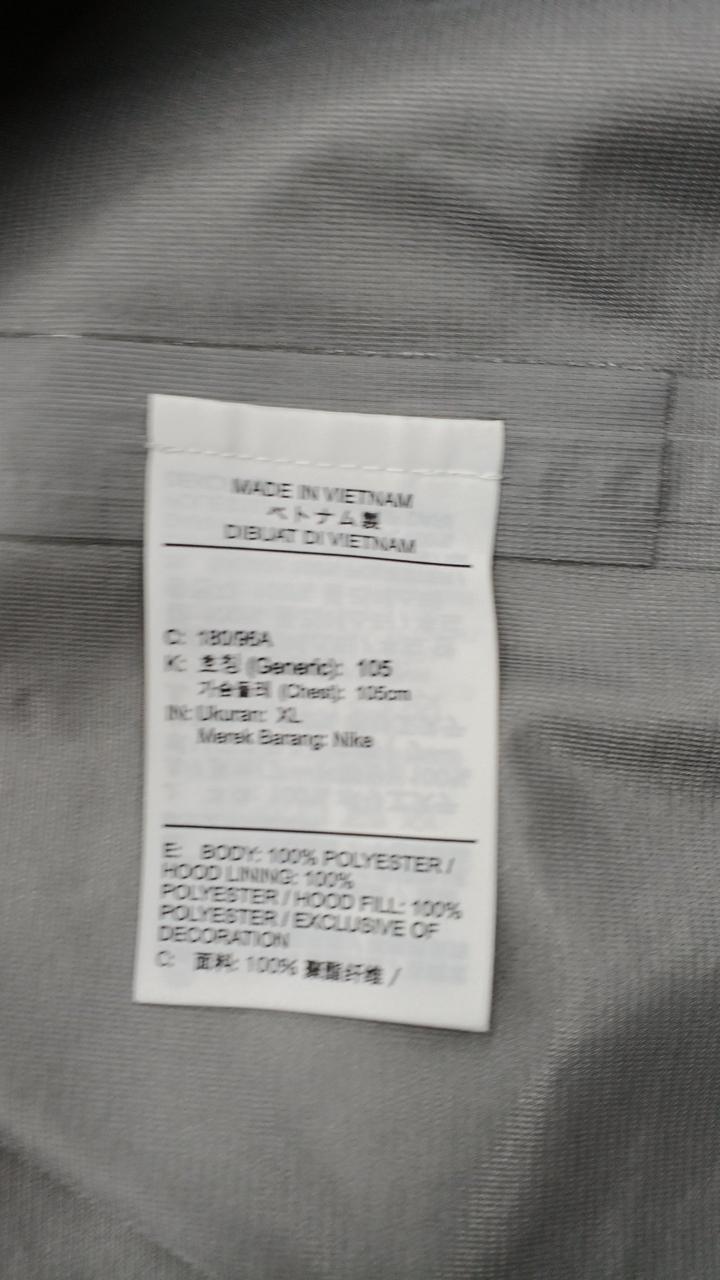 MADE IN VIETNAM
ベトナム製
DIBUAT DI VIETNAM
C: 180/96A
K: 호칭 (Generic): 105
가슴둘레 (Chest): 105cm
IN: Ukuran: XL
Merek Barang: Nike
E: BODY: 100% POLYESTER /
HOOD LINING: 100%
POLYESTER / HOOD FILL: 100%
POLYESTER / EXCLUSIVE OF
DECORATION
C: 面料: 100% 聚酯纤维 /